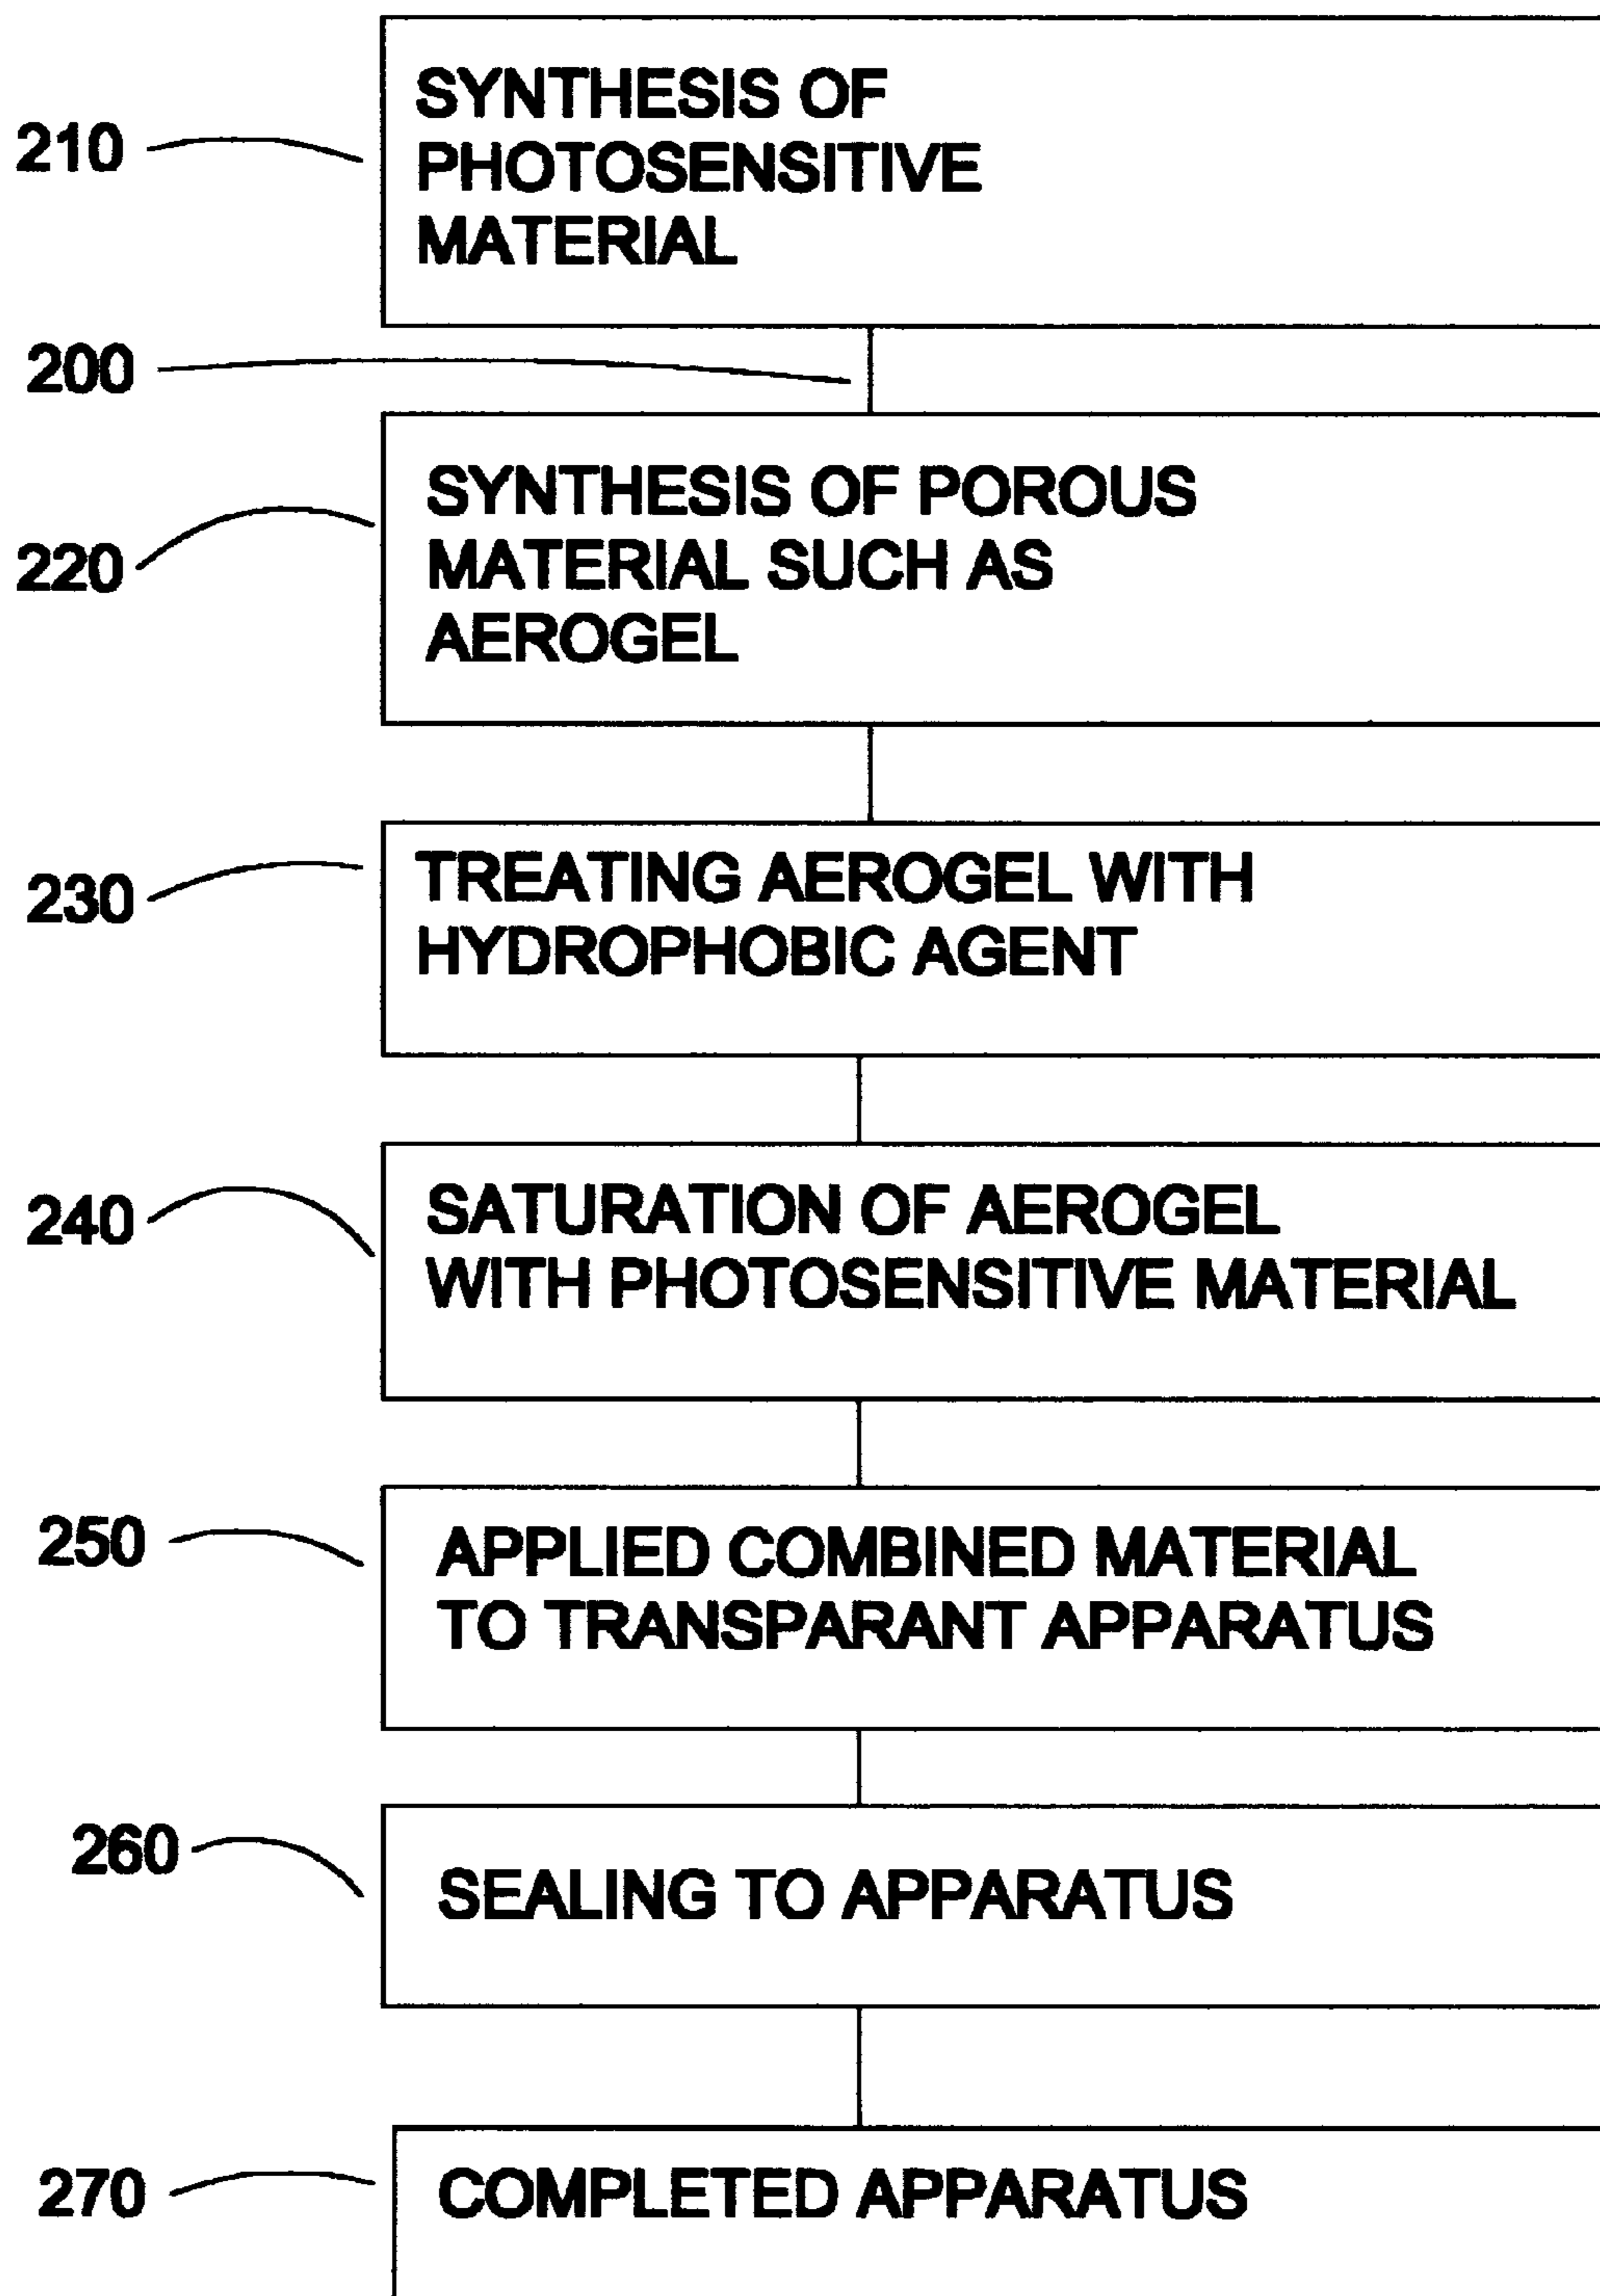 210
SYNTHESIS OF
PHOTOSENSITIVE
MATERIAL
200
220
SYNTHESIS OF POROUS
MATERIAL SUCH AS
AEROGEL
230
TREATING AEROGEL WITH
HYDROPHOBIC AGENT
240
SATURATION OF AEROGEL
WITH PHOTOSENSITIVE MATERIAL
250
APPLIED COMBINED MATERIAL
TO TRANSPARANT APPARATUS
260
SEALING TO APPARATUS
270
COMPLETED APPARATUS